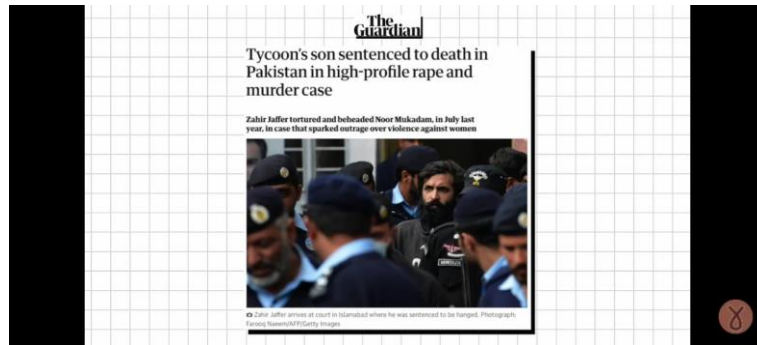 The
Guardian
Tycoon's son sentenced to death in
Pakistan in high-profile rape and
murder case
Zahir Jaffer tortured and beheaded Noor Mukadam, in July last
year, in case that sparked outrage over violence against women
Zahir Jaffer arrives at court in Islamabad where he was sentenced to be hanged. Photograph:
Farooq Naeem/AFP/Getty Images